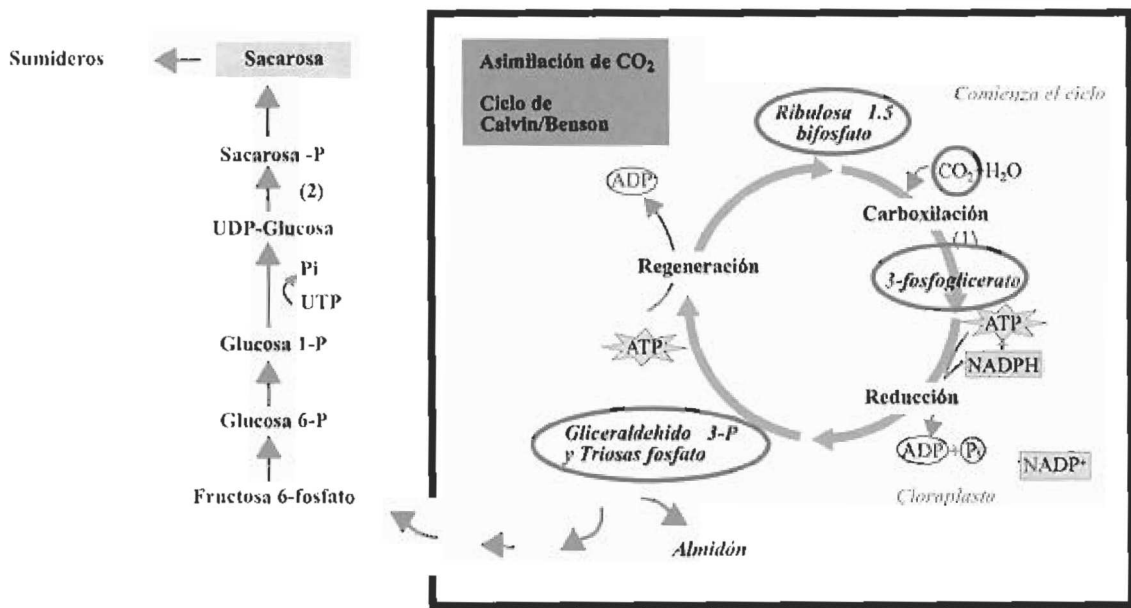 Sumideros
Sacarosa
Sacarosa -P
(2)
UDP-Glucosa
Pi
UTP
Glucosa 1-P
Glucosa 6-P
Fructosa 6-fosfato
Asimilación de CO₂
Ciclo de
Calvin/Benson
Comienza el ciclo
Ribulosa 1.5
bifosfato
CO₂+H₂O
Carboxilación
(1)
3-fosfoglicerato
ATP
+
NADPH
Reducción
ADP+Pi
NADP⁺
Cloroplasto
ADP
Regeneración
ATP
Gliceraldehido 3-P
y Triosas fosfato
Almidón